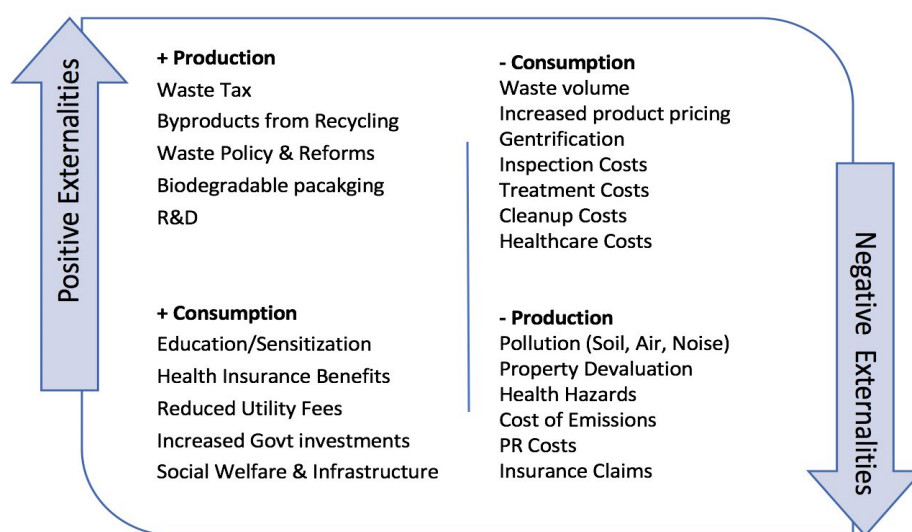 Positive Externalities
+ Production
Waste Tax
Byproducts from Recycling
Waste Policy & Reforms
Biodegradable pacakging
R&D
+ Consumption
Education/Sensitization
Health Insurance Benefits
Reduced Utility Fees
Increased Govt investments
Social Welfare & Infrastructure
- Consumption
Waste volume
Increased product pricing
Gentrification
Inspection Costs
Treatment Costs
Cleanup Costs
Healthcare Costs
- Production
Pollution (Soil, Air, Noise)
Property Devaluation
Health Hazards
Cost of Emissions
PR Costs
Insurance Claims
Negative Externalities